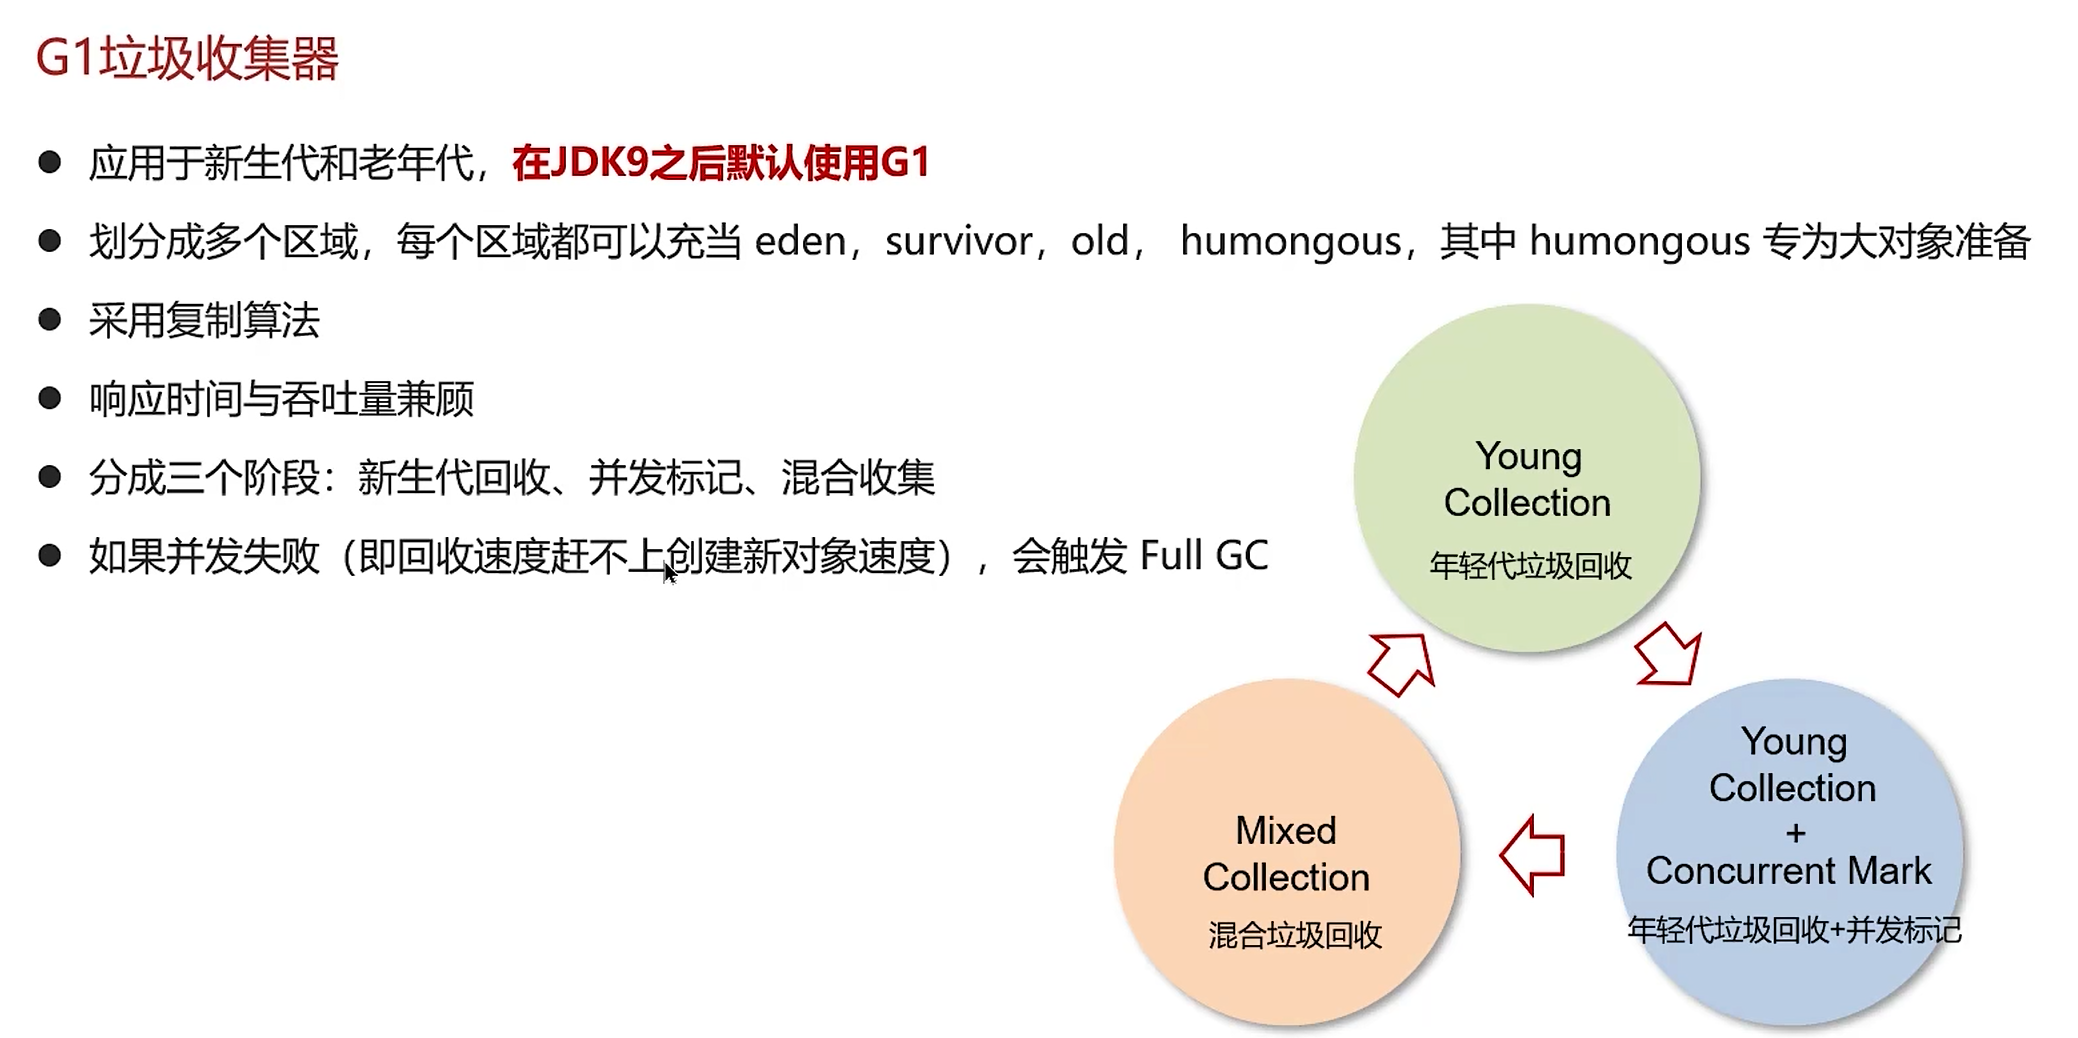 G1垃圾收集器
应用于新生代和老年代，在JDK9之后默认使用G1
划分成多个区域，每个区域都可以充当 eden，survivor，old， humongous，其中 humongous 专为大对象准备
采用复制算法
响应时间与吞吐量兼顾
分成三个阶段：新生代回收、并发标记、混合收集
如果并发失败（即回收速度赶不上创建新对象速度），会触发 Full GC
Young
Collection
年轻代垃圾回收
Young
Collection
+
Concurrent Mark
年轻代垃圾回收+并发标记
Mixed
Collection
混合垃圾回收